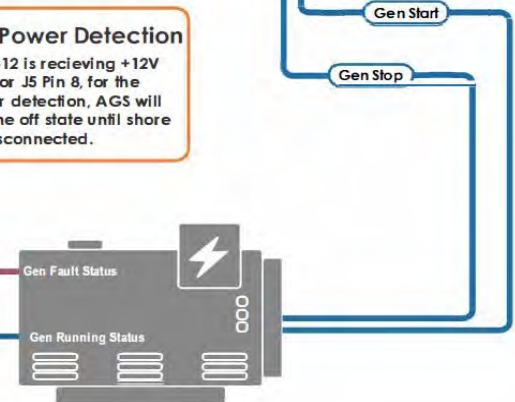 Gen Start
Power Detection
12 is recieving +12V
or J5 Pin 8, for the
r detection, AGS will
ne off state until shore
sconnected.
Gen Stop
Gen Fault Status
Gen Running Status